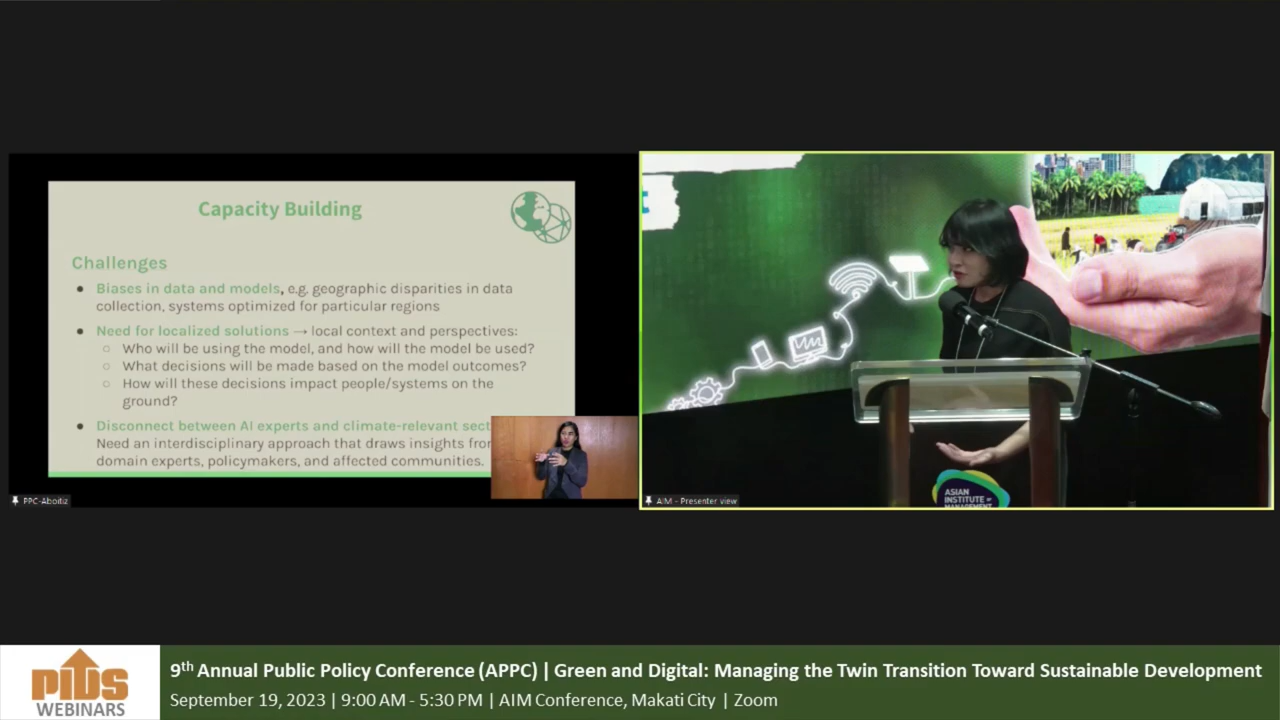 Capacity Building
Challenges
● Biases in data and models, e.g. geographic disparities in data
collection, systems optimized for particular regions
● Need for localized solutions → local context and perspectives:
○ Who will be using the model, and how will the model be used?
○ What decisions will be made based on the model outcomes?
○ How will these decisions impact people/systems on the
ground?
● Disconnect between AI experts and climate-relevant
Need an interdisciplinary approach that draws insights
domain experts, policymakers, and affected communities.
PPC-Aboitiz
AIM - Presenter view
ASIAN
INSTITUTE OF
MANAGEMENT
PIDS
WEBINARS
9th Annual Public Policy Conference (APPC) | Green and Digital: Managing the Twin Transition Toward Sustainable Development
September 19, 2023 | 9:00 AM - 5:30 PM | AIM Conference, Makati City | Zoom